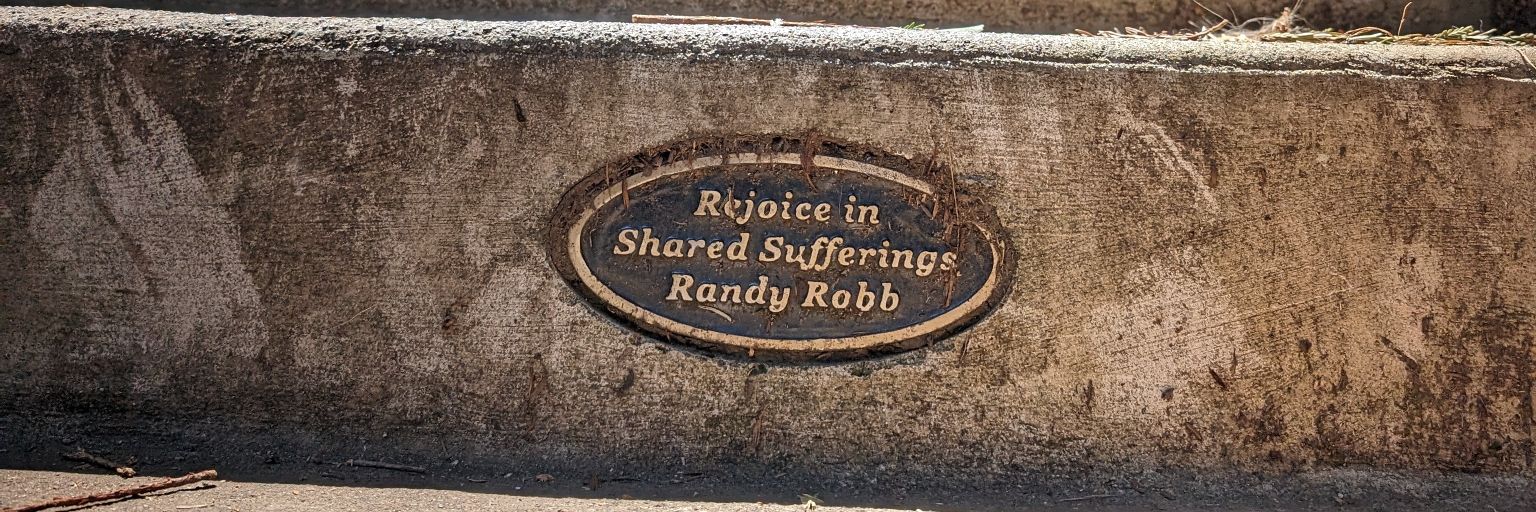 Rejoice in
Shared Sufferings
Randy Robb